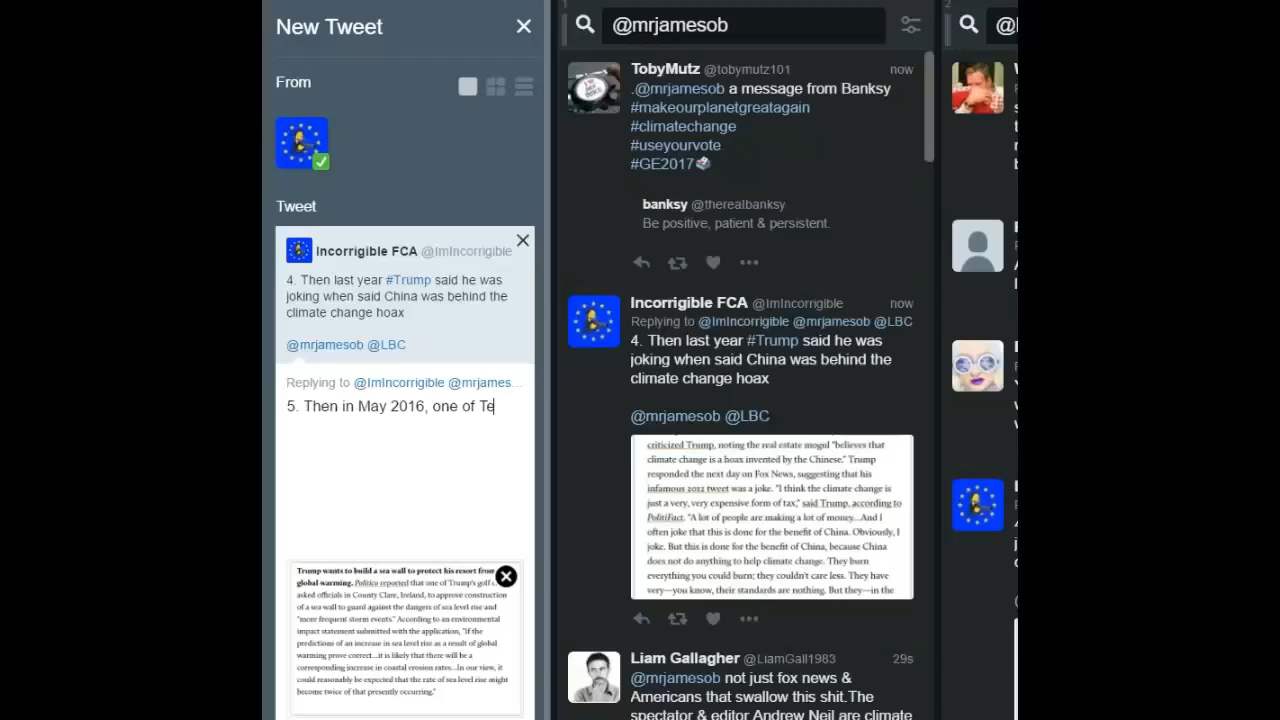 New Tweet
From
Tweet
Incorrigible FCA @ImIncorrigible
4. Then last year #Trump said he was
joking when said China was behind the
climate change hoax
@mrjamesob @LBC
Replying to @ImIncorrigible @mrjames...
5. Then in May 2016, one of Te
Trump wants to build a sea wall to protect his resort from
global warming. Politico reported that one of Trump's golf
asked officials in County Clare, Ireland, to approve construction
of a sea wall to guard against the dangers of sea level rise and
"more frequent storm events." According to an environmental
impact statement submitted with the application, "If the
predictions of an increase in sea level rise as a result of global
warming prove correct...it is likely that there will be a
corresponding increase in coastal erosion rates...In our view, it
could reasonably be expected that the rate of sea level rise might
become twice of that presently occurring."
1
@mrjamesob
TobyMutz @tobymutz101 now
.@mrjamesob a message from Banksy
#makeourplanetgreatagain
#climatechange
#useyourvote
#GE2017
banksy @therealbanksy
Be positive, patient & persistent.
Incorrigible FCA @ImIncorrigible now
Replying to @ImIncorrigible @mrjamesob @LBC
4. Then last year #Trump said he was
joking when said China was behind the
climate change hoax
@mrjamesob @LBC
criticized Trump, noting the real estate mogul "believes that
climate change is a hoax invented by the Chinese." Trump
responded the next day on Fox News, suggesting that his
infamous 2012 tweet was a joke. "I think the climate change is
just a very, very expensive form of tax," said Trump, according to
PolitiFact. "A lot of people are making a lot of money...And I
often joke that this is done for the benefit of China. Obviously, I
joke. But this is done for the benefit of China, because China
does not do anything to help climate change. They burn
everything you could burn; they couldn't care less. They have
very—you know, their standards are nothing. But they—in the
Liam Gallagher @LiamGall1983 29s
@mrjamesob not just fox news &
Americans that swallow this shit.The
spectator & editor Andrew Neil are climate
2